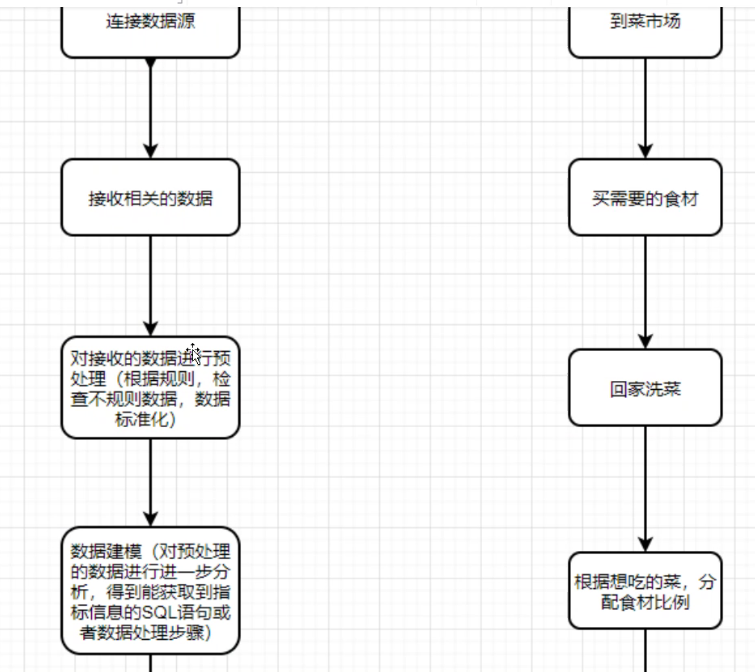 连接数据源
到菜市场
接收相关的数据
买需要的食材
对接收的数据进行预
处理（根据规则，检
查不规则数据，数据
标准化）
回家洗菜
数据建模（对预处理
的数据进行进一步分
析，得到能获取到指
标信息的SQL语句或
者数据处理步骤）
根据想吃的菜，分
配食材比例